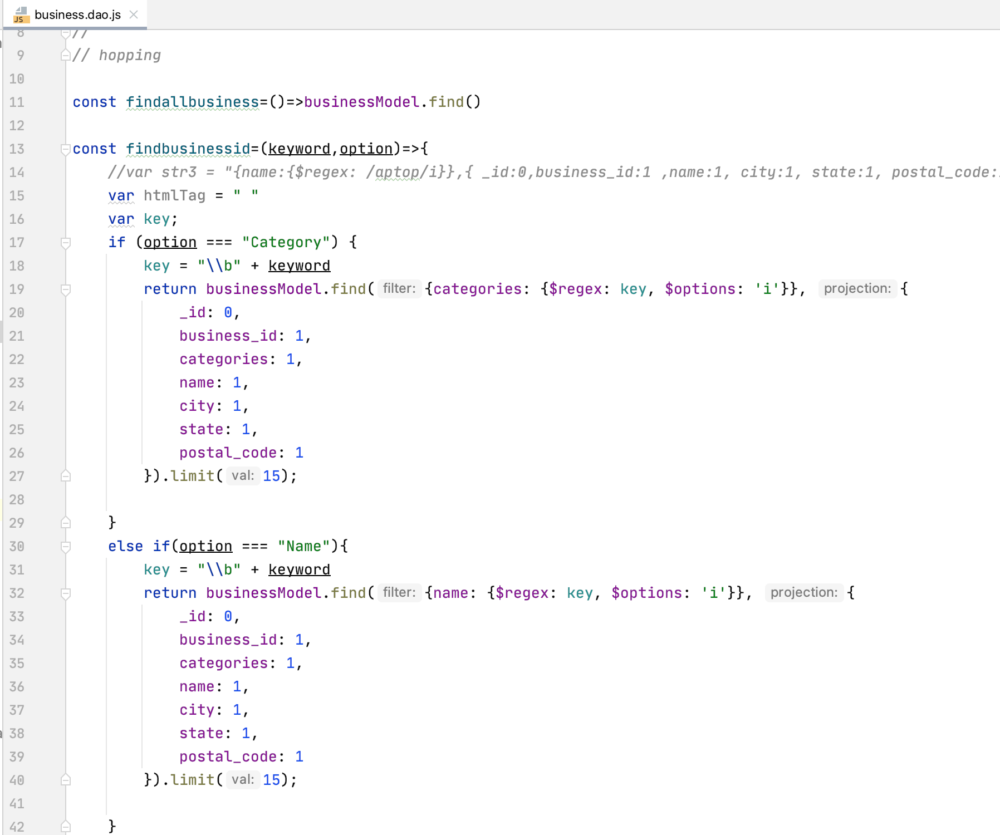 JS business.dao.js
8 //
9 // hopping
10
11 const findallbusiness=()=>businessModel.find()
12
13 const findbusinessid=(keyword,option)=>{
14 //var str3 = "{name:{$regex: /aptop/i}},{ _id:0,business_id:1 ,name:1, city:1, state:1, postal_code:
15 var htmlTag = " "
16 var key;
17 if (option === "Category") {
18 key = "\\b" + keyword
19 return businessModel.find( filter: {categories: {$regex: key, $options: 'i'}}, projection: {
20 _id: 0,
21 business_id: 1,
22 categories: 1,
23 name: 1,
24 city: 1,
25 state: 1,
26 postal_code: 1
27 }).limit( val: 15);
28
29 }
30 else if(option === "Name"){
31 key = "\\b" + keyword
32 return businessModel.find( filter: {name: {$regex: key, $options: 'i'}}, projection: {
33 _id: 0,
34 business_id: 1,
35 categories: 1,
36 name: 1,
37 city: 1,
38 state: 1,
39 postal_code: 1
40 }).limit( val: 15);
41
42 }